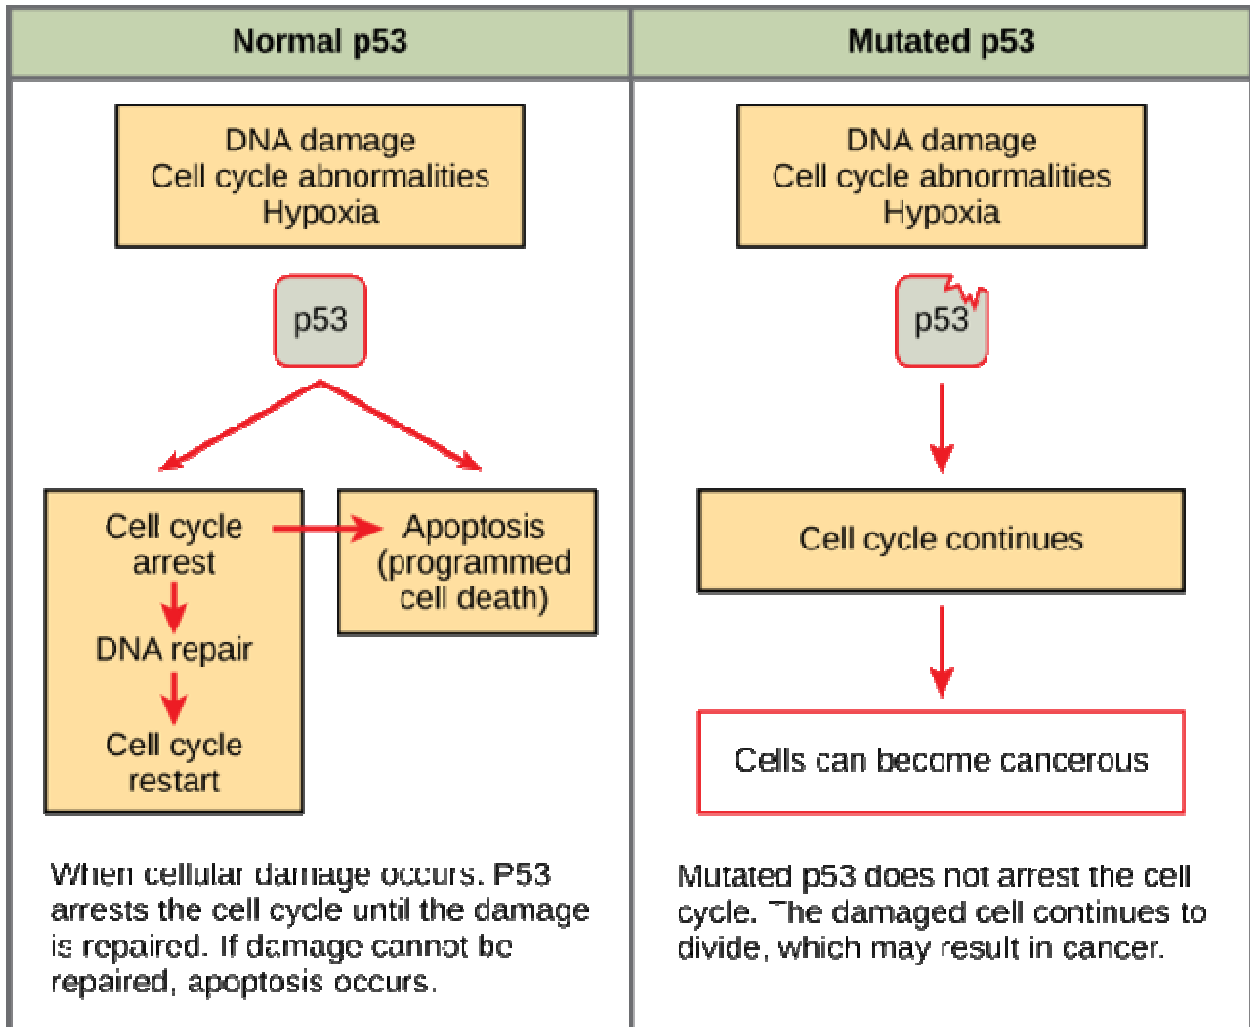 Normal p53
DNA damage
Cell cycle abnormalities
Hypoxia
p53
Cell cycle
arrest
DNA repair
Cell cycle
restart
Apoptosis
(programmed
cell death)
When cellular damage occurs. P53
arrests the cell cycle until the damage
is repaired. If damage cannot be
repaired, apoptosis occurs.
Mutated p53
DNA damage
Cell cycle abnormalities
Hypoxia
p53
Cell cycle continues
Cells can become cancerous
Mutated p53 does not arrest the cell
cycle. The damaged cell continues to
divide, which may result in cancer.